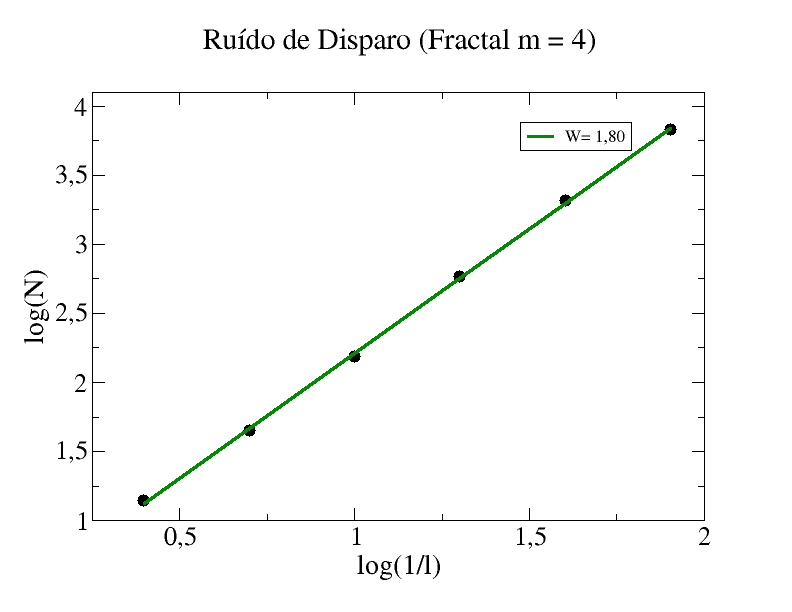 Ruído de Disparo (Fractal m = 4)
4
W= 1,80
3,5
3
log(N)
2,5
2
1,5
1
0,5
1
1,5
2
log(1/l)